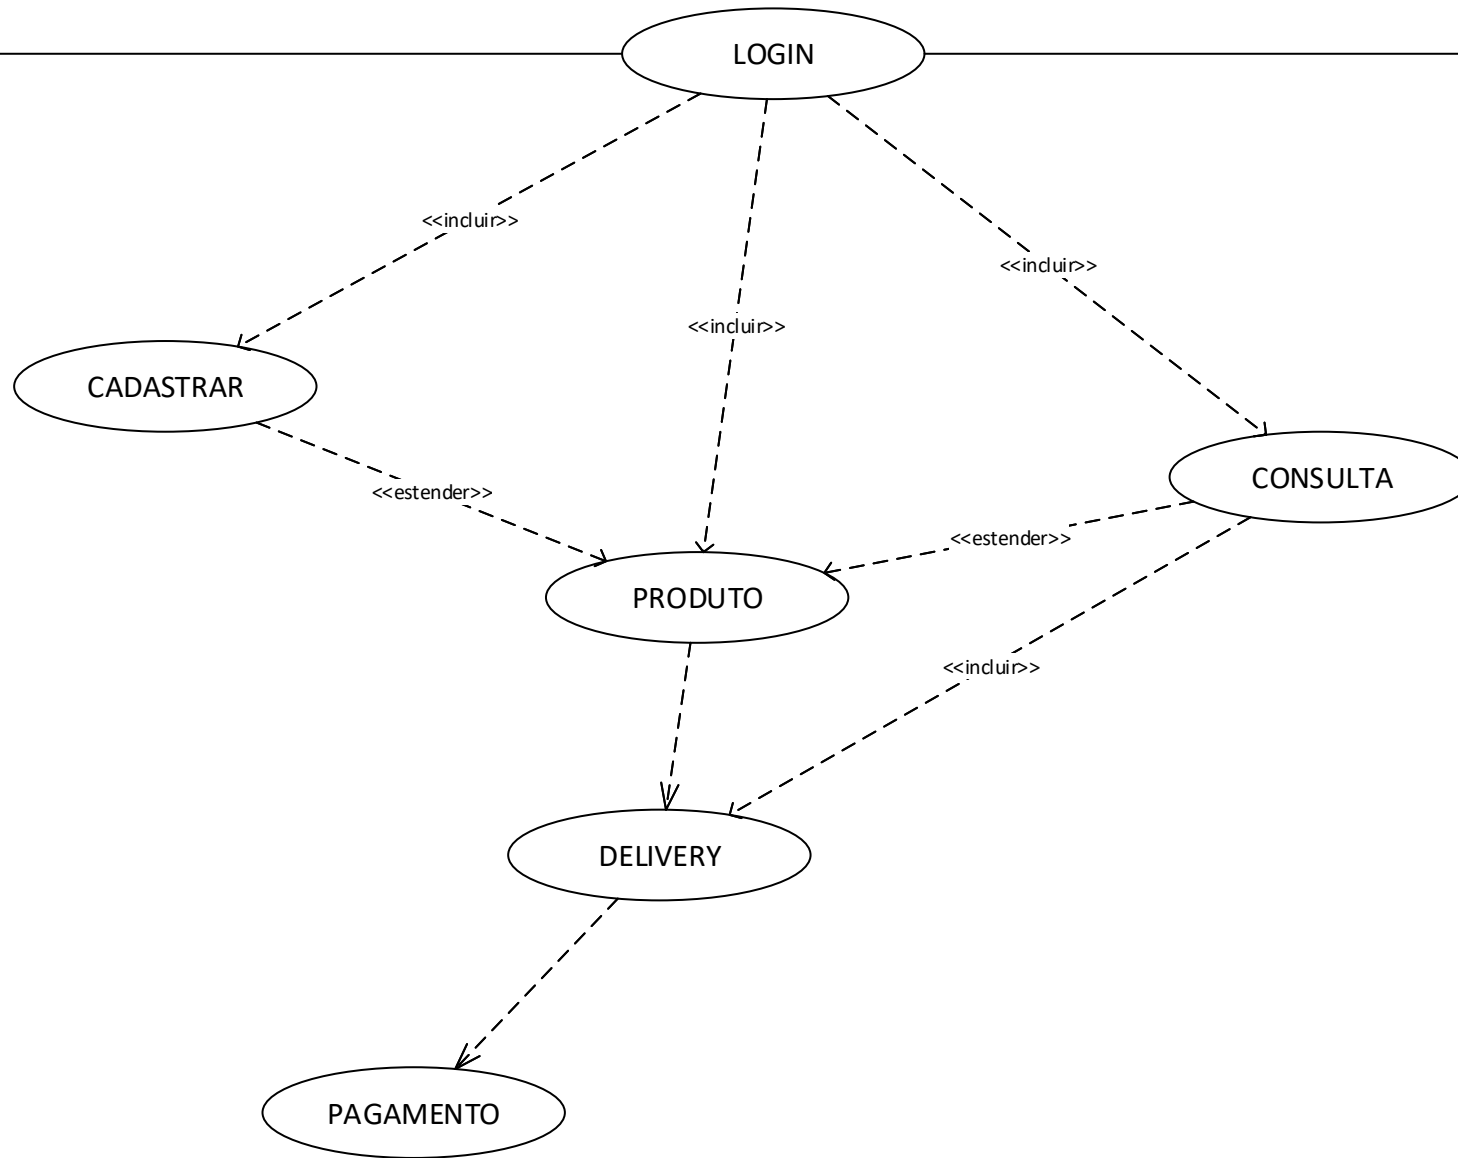 LOGIN
<<incluir>>
<<incluir>>
<<incluir>>
CADASTRAR
CONSULTA
<<estender>>
<<estender>>
PRODUTO
<<incluir>>
DELIVERY
PAGAMENTO